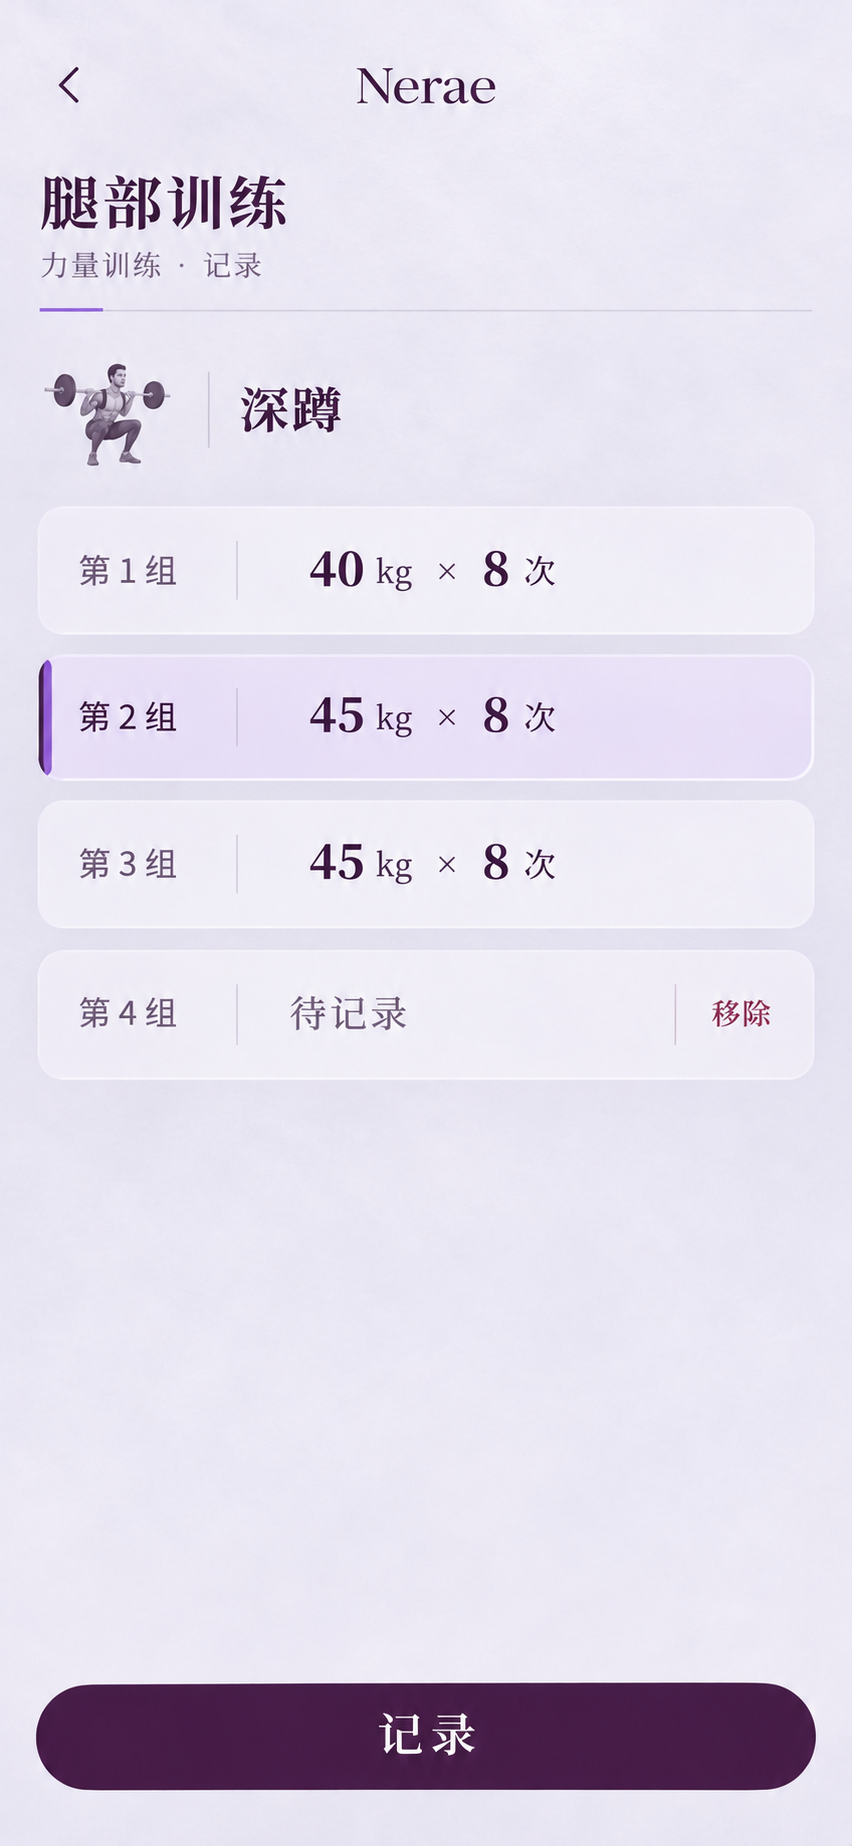 Nerae
腿部训练
力量训练 · 记录
深蹲
第 1 组 40 kg × 8 次
第 2 组 45 kg × 8 次
第 3 组 45 kg × 8 次
第 4 组 待记录 移除
记录